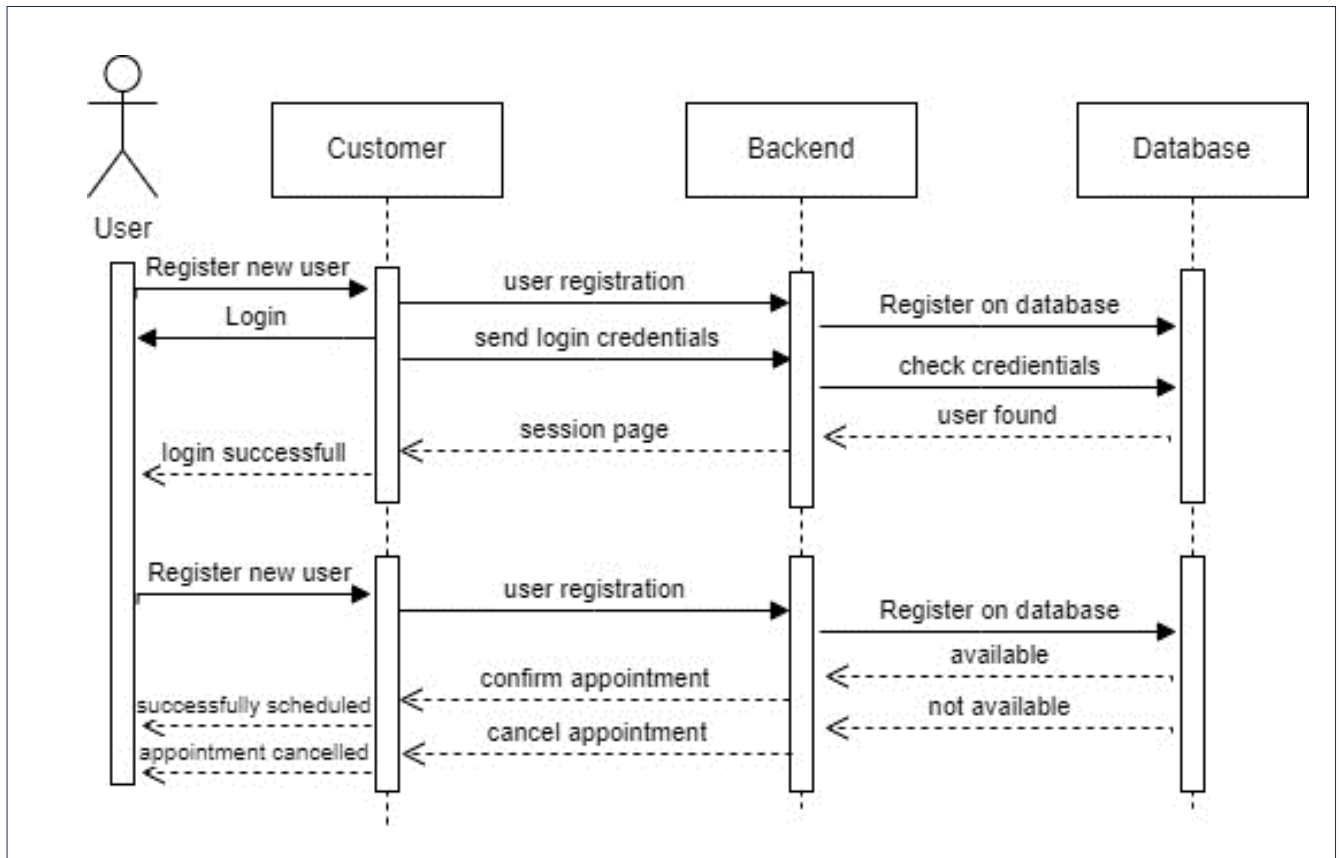 Customer
Backend
Database
User
Register new user
user registration
Register on database
Login
send login credentials
check credientials
user found
session page
login successfull
Register new user
user registration
Register on database
available
confirm appointment
successfully scheduled
not available
cancel appointment
appointment cancelled